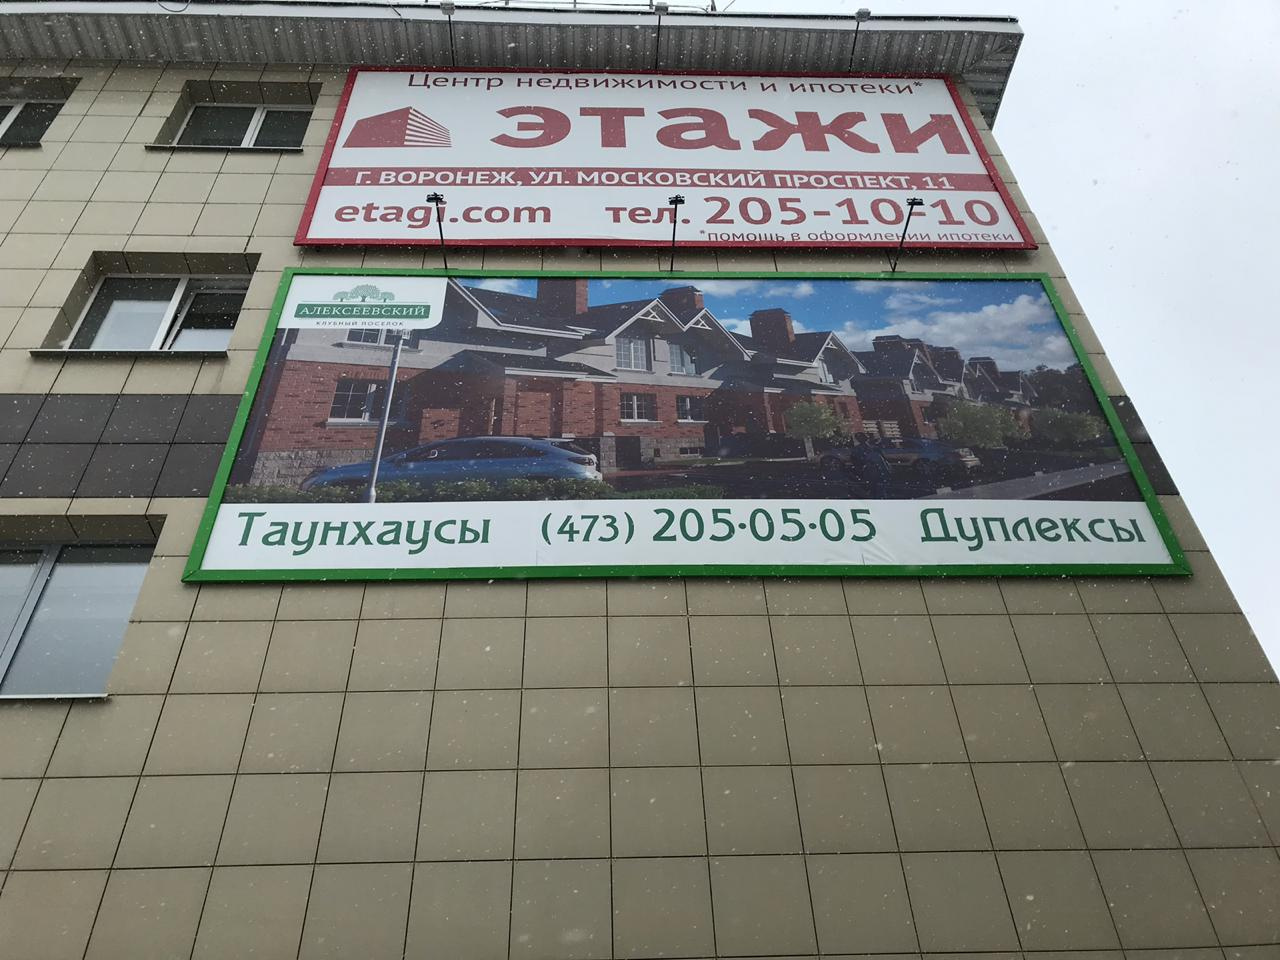 Центр недвижимости и ипотеки*
этажи
Г. ВОРОНЕЖ, УЛ. МОСКОВСКИЙ ПРОСПЕКТ, 11
etagi.com тел. 205-10-10
*помощь в оформлении ипотеки
АЛЕКСЕЕВСКИЙ
КЛУБНЫЙ ПОСЕЛОК
Таунхаусы (473) 205·05·05 Дуплексы